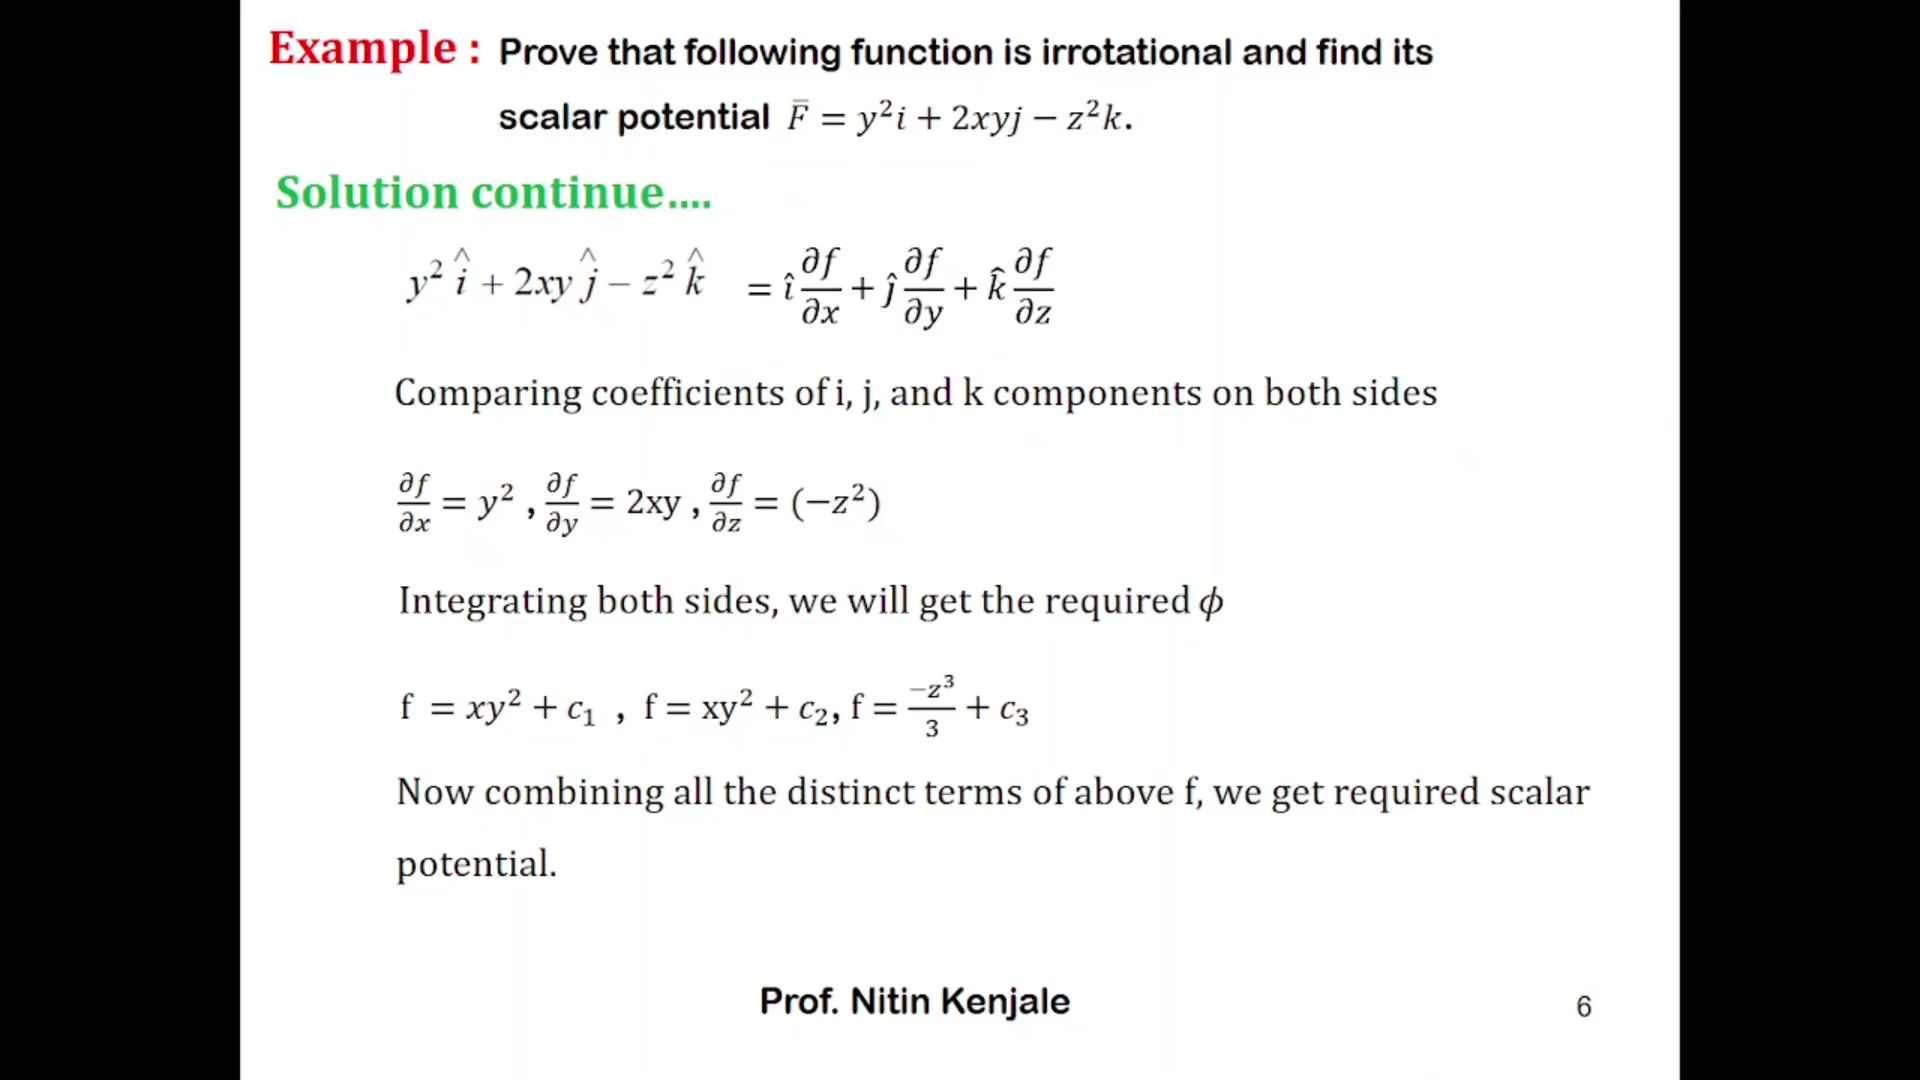 Example : Prove that following function is irrotational and find its
scalar potential F̅ = y²i + 2xyj − z²k.
Solution continue....
y² î + 2xy ĵ − z² k̂ = î ∂f/∂x + ĵ ∂f/∂y + k̂ ∂f/∂z
Comparing coefficients of i, j, and k components on both sides
∂f/∂x = y² , ∂f/∂y = 2xy , ∂f/∂z = (−z²)
Integrating both sides, we will get the required ϕ
f = xy² + c₁ , f = xy² + c₂, f = −z³/3 + c₃
Now combining all the distinct terms of above f, we get required scalar
potential.
Prof. Nitin Kenjale
6